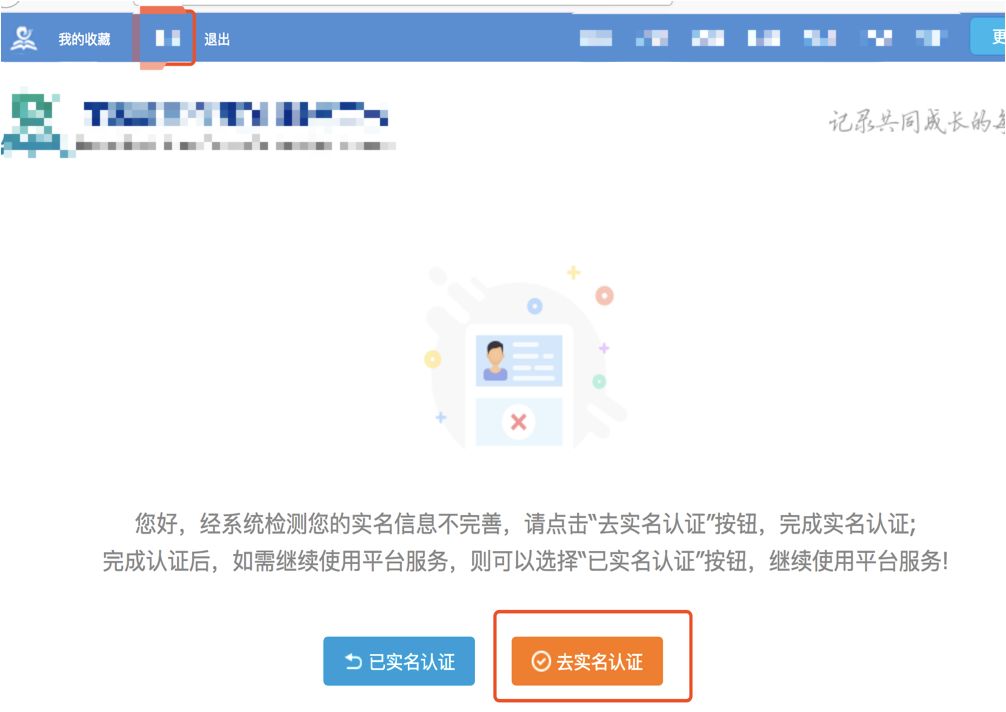 我的收藏
退出
更
记录共同成长的每
您好，经系统检测您的实名信息不完善，请点击“去实名认证”按钮，完成实名认证;
完成认证后，如需继续使用平台服务，则可以选择“已实名认证”按钮，继续使用平台服务!
已实名认证
去实名认证